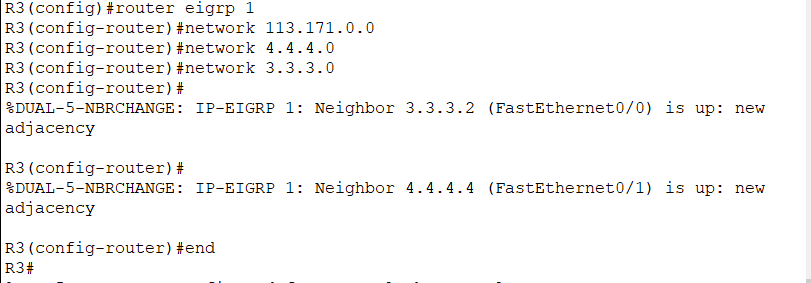 R3(config)#router eigrp 1
R3(config-router)#network 113.171.0.0
R3(config-router)#network 4.4.4.0
R3(config-router)#network 3.3.3.0
R3(config-router)#
%DUAL-5-NBRCHANGE: IP-EIGRP 1: Neighbor 3.3.3.2 (FastEthernet0/0) is up: new
adjacency
R3(config-router)#
%DUAL-5-NBRCHANGE: IP-EIGRP 1: Neighbor 4.4.4.4 (FastEthernet0/1) is up: new
adjacency
R3(config-router)#end
R3#